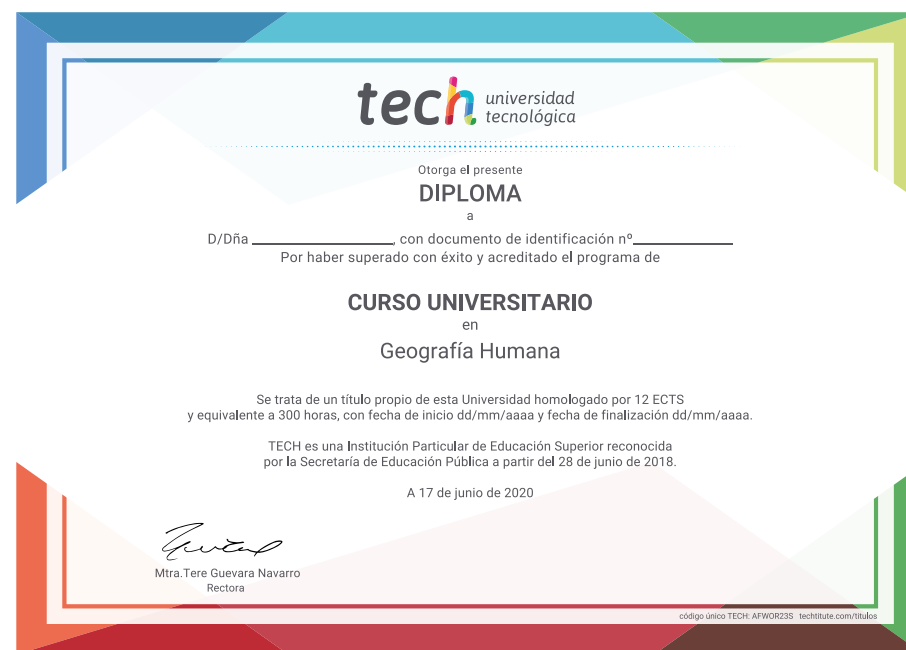 tech universidad
tecnológica
Otorga el presente
DIPLOMA
a
D/Dña ____________________, con documento de identificación nº______________
Por haber superado con éxito y acreditado el programa de
CURSO UNIVERSITARIO
en
Geografía Humana
Se trata de un título propio de esta Universidad homologado por 12 ECTS
y equivalente a 300 horas, con fecha de inicio dd/mm/aaaa y fecha de finalización dd/mm/aaaa.
TECH es una Institución Particular de Educación Superior reconocida
por la Secretaría de Educación Pública a partir del 28 de junio de 2018.
A 17 de junio de 2020
Mtra.Tere Guevara Navarro
Rectora
código único TECH: AFWOR23S techtitute.com/titulos